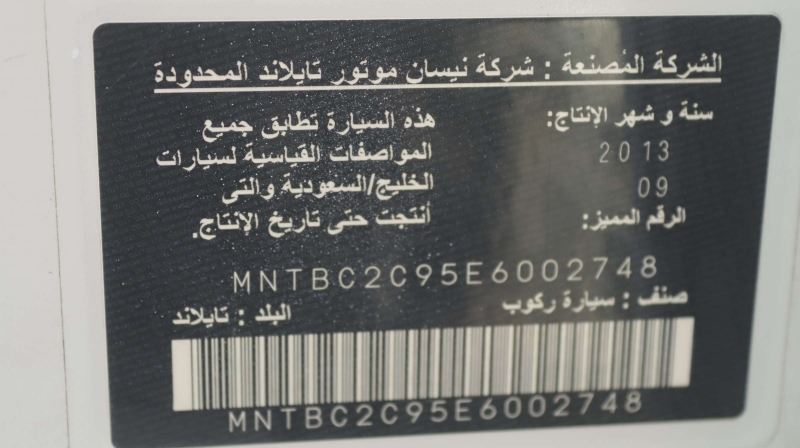 الشركة المُصنعة : شركة نيسان موتور تايلاند المحدودة
سنة و شهر الإنتاج:
2013
09
الرقم المميز:
هذه السيارة تطابق جميع
المواصفات القياسية لسيارات
الخليج/السعودية والتى
أنتجت حتى تاريخ الإنتاج.
MNTBC2C95E6002748
صنف : سيارة ركوب
البلد : تايلاند
MNTBC2C95E6002748